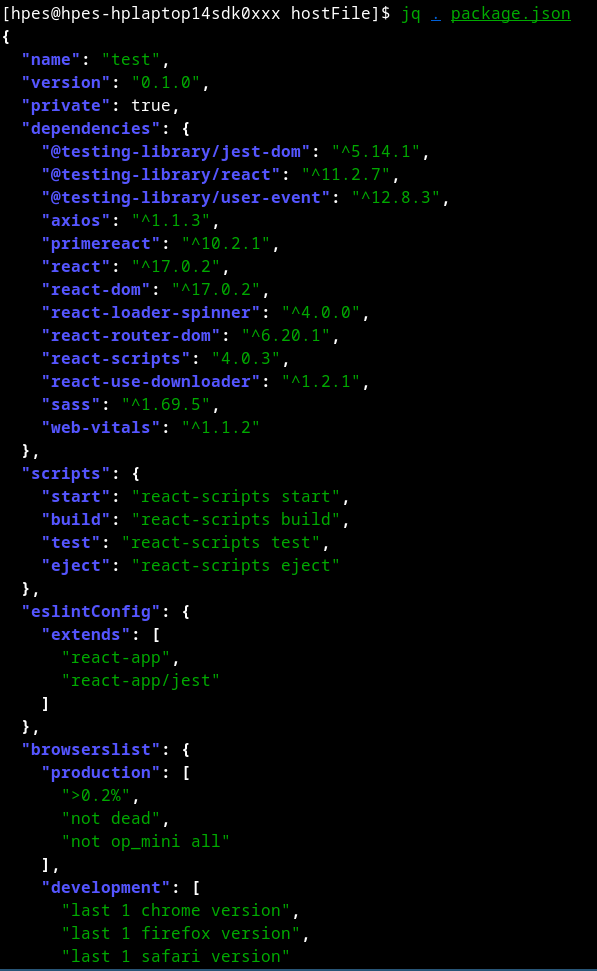 [hpes@hpes-hplaptop14sdk0xxx hostFile]$ jq . package.json
{
  "name": "test",
  "version": "0.1.0",
  "private": true,
  "dependencies": {
    "@testing-library/jest-dom": "^5.14.1",
    "@testing-library/react": "^11.2.7",
    "@testing-library/user-event": "^12.8.3",
    "axios": "^1.1.3",
    "primereact": "^10.2.1",
    "react": "^17.0.2",
    "react-dom": "^17.0.2",
    "react-loader-spinner": "^4.0.0",
    "react-router-dom": "^6.20.1",
    "react-scripts": "4.0.3",
    "react-use-downloader": "^1.2.1",
    "sass": "^1.69.5",
    "web-vitals": "^1.1.2"
  },
  "scripts": {
    "start": "react-scripts start",
    "build": "react-scripts build",
    "test": "react-scripts test",
    "eject": "react-scripts eject"
  },
  "eslintConfig": {
    "extends": [
      "react-app",
      "react-app/jest"
    ]
  },
  "browserslist": {
    "production": [
      ">0.2%",
      "not dead",
      "not op_mini all"
    ],
    "development": [
      "last 1 chrome version",
      "last 1 firefox version",
      "last 1 safari version"